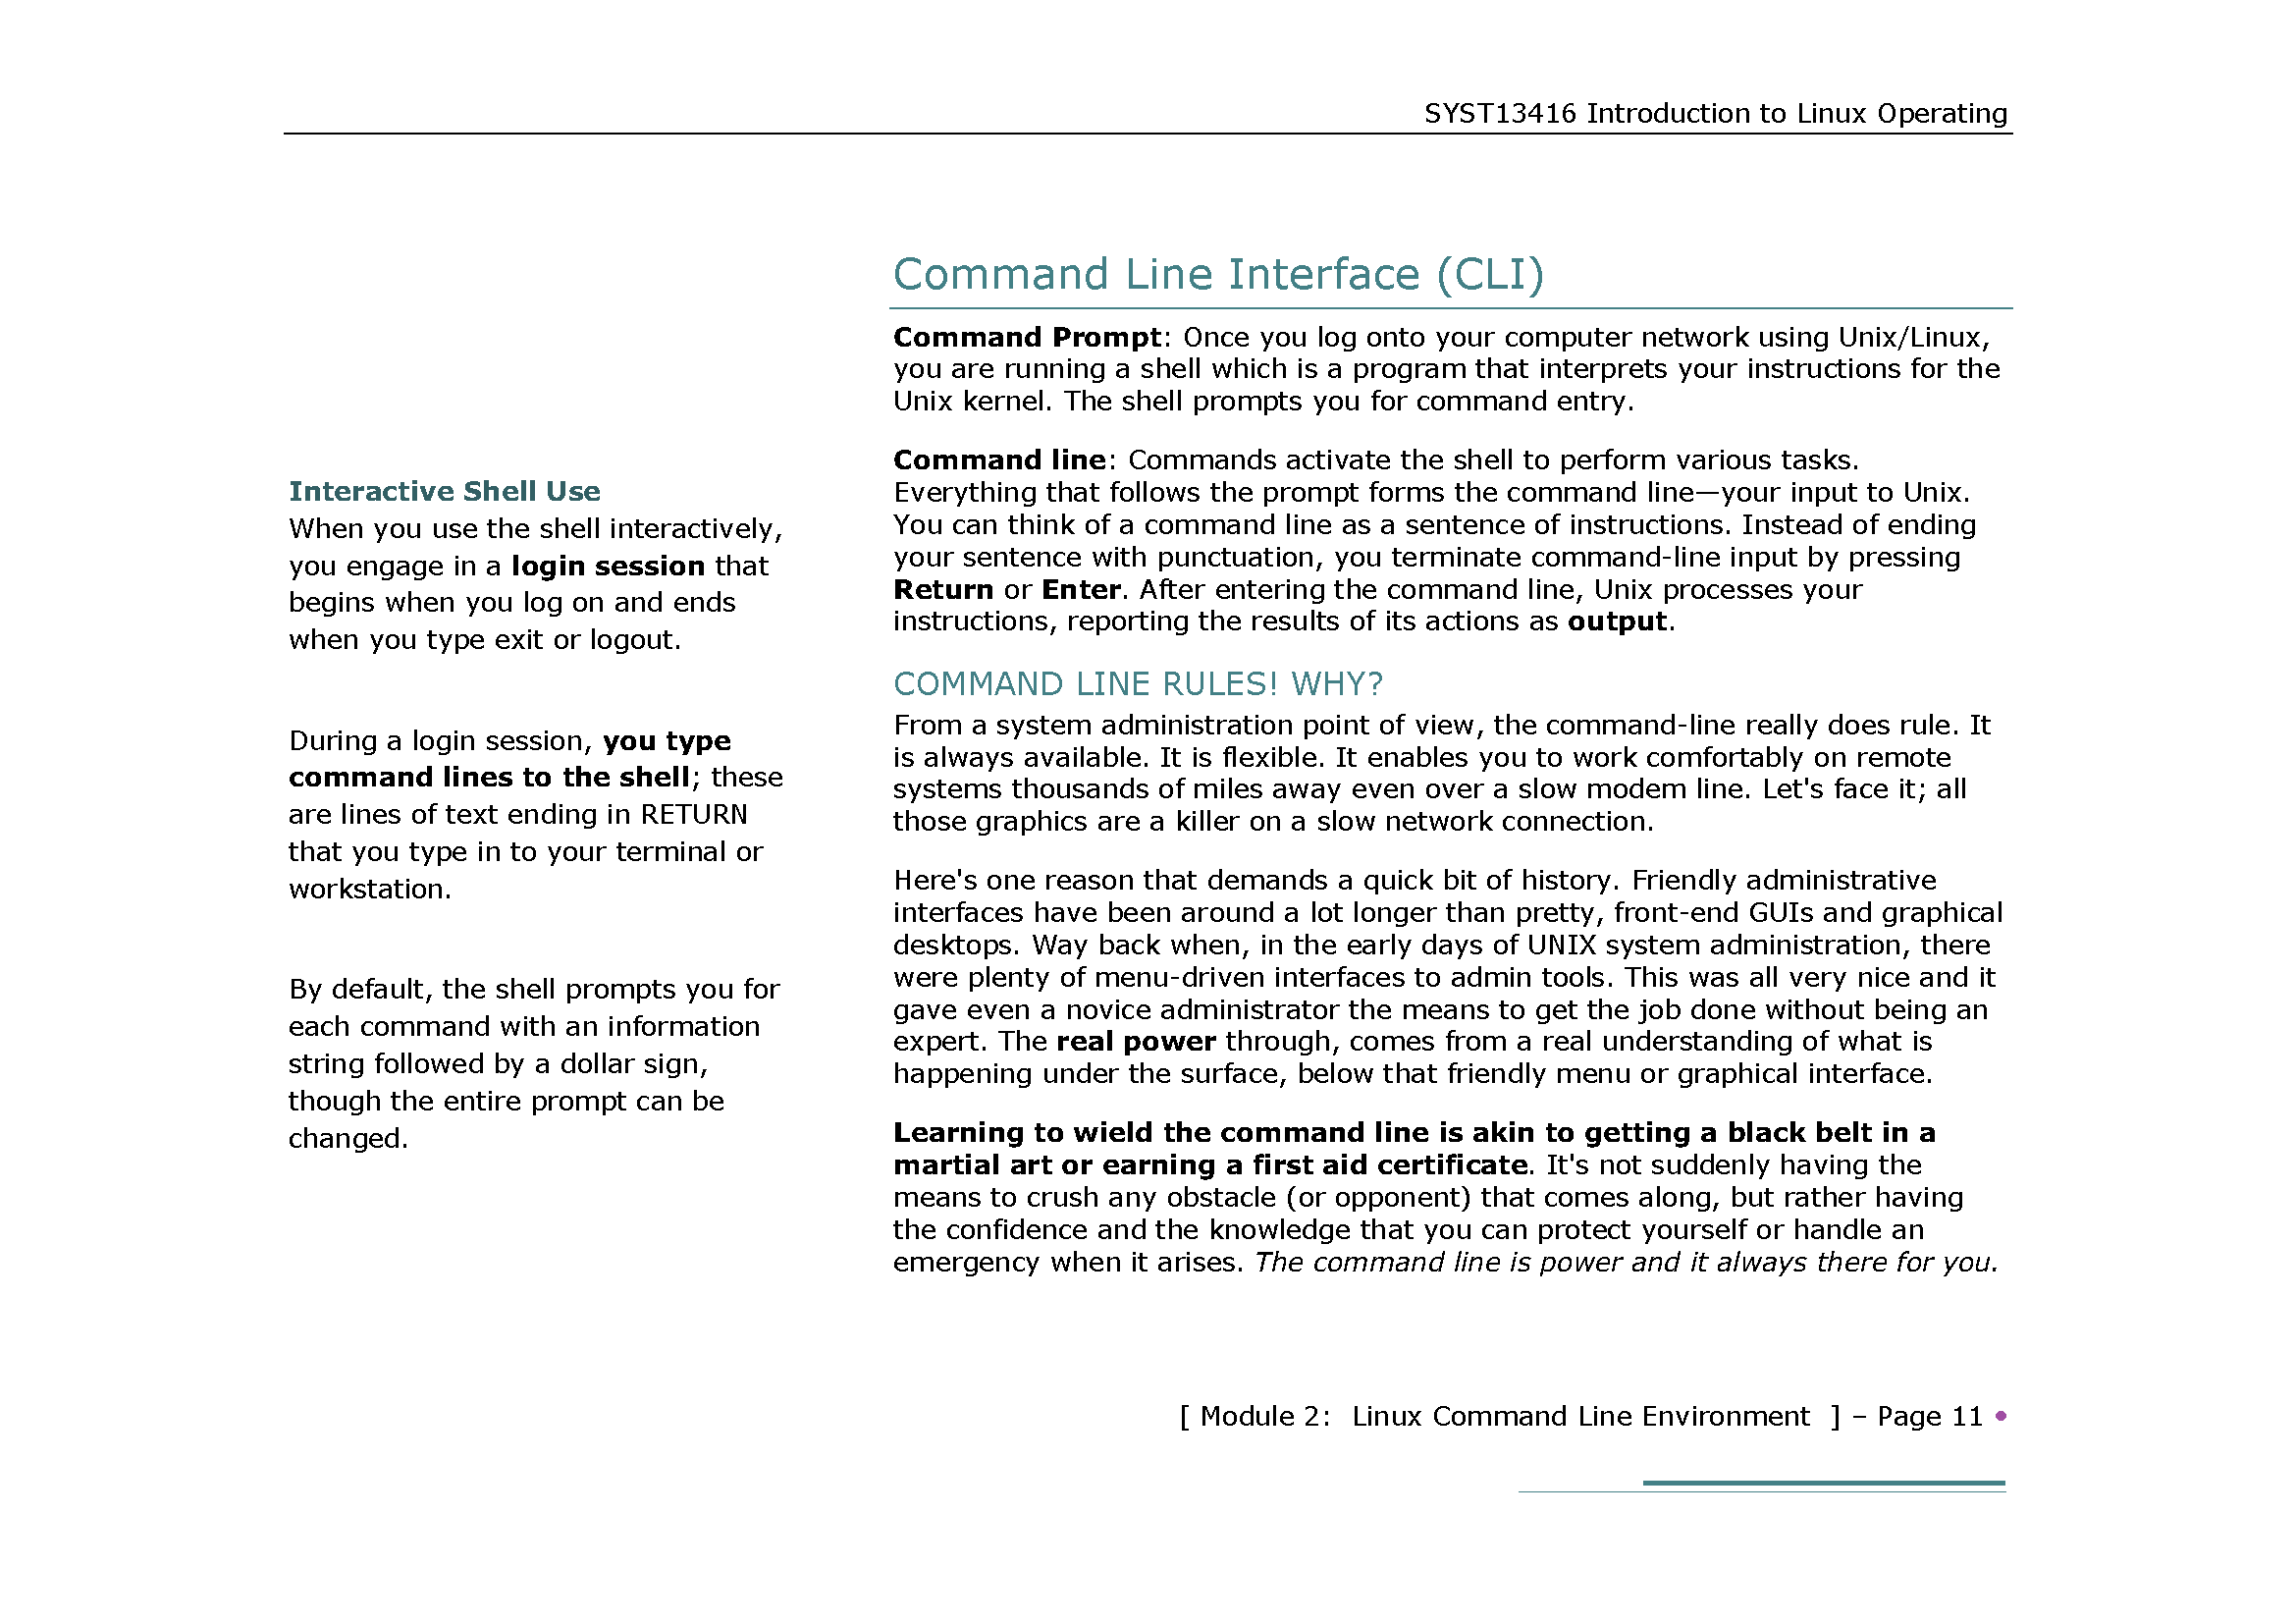 SYST13416 Introduction to Linux Operating
Interactive Shell Use
When you use the shell interactively,
you engage in a login session that
begins when you log on and ends
when you type exit or logout.
During a login session, you type
command lines to the shell; these
are lines of text ending in RETURN
that you type in to your terminal or
workstation.
By default, the shell prompts you for
each command with an information
string followed by a dollar sign,
though the entire prompt can be
changed.
Command Line Interface (CLI)
Command Prompt: Once you log onto your computer network using Unix/Linux,
you are running a shell which is a program that interprets your instructions for the
Unix kernel. The shell prompts you for command entry.
Command line: Commands activate the shell to perform various tasks.
Everything that follows the prompt forms the command line—your input to Unix.
You can think of a command line as a sentence of instructions. Instead of ending
your sentence with punctuation, you terminate command-line input by pressing
Return or Enter. After entering the command line, Unix processes your
instructions, reporting the results of its actions as output.
COMMAND LINE RULES! WHY?
From a system administration point of view, the command-line really does rule. It
is always available. It is flexible. It enables you to work comfortably on remote
systems thousands of miles away even over a slow modem line. Let's face it; all
those graphics are a killer on a slow network connection.
Here's one reason that demands a quick bit of history. Friendly administrative
interfaces have been around a lot longer than pretty, front-end GUIs and graphical
desktops. Way back when, in the early days of UNIX system administration, there
were plenty of menu-driven interfaces to admin tools. This was all very nice and it
gave even a novice administrator the means to get the job done without being an
expert. The real power through, comes from a real understanding of what is
happening under the surface, below that friendly menu or graphical interface.
Learning to wield the command line is akin to getting a black belt in a
martial art or earning a first aid certificate. It's not suddenly having the
means to crush any obstacle (or opponent) that comes along, but rather having
the confidence and the knowledge that you can protect yourself or handle an
emergency when it arises. The command line is power and it always there for you.
[ Module 2:  Linux Command Line Environment  ] – Page 11 •